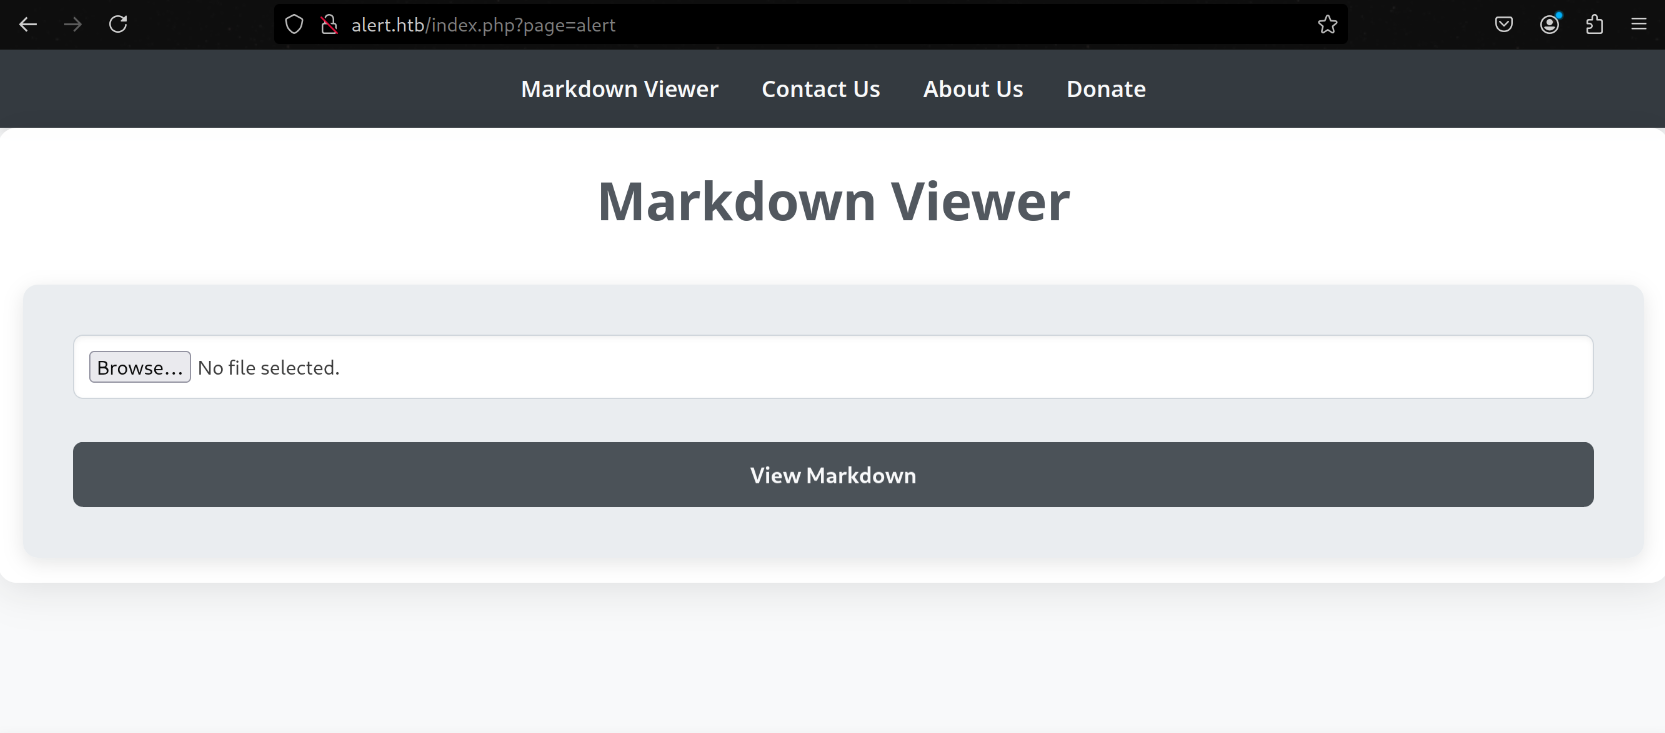 alert.htb/index.php?page=alert
Markdown Viewer Contact Us About Us Donate
Markdown Viewer
Browse... No file selected.
View Markdown